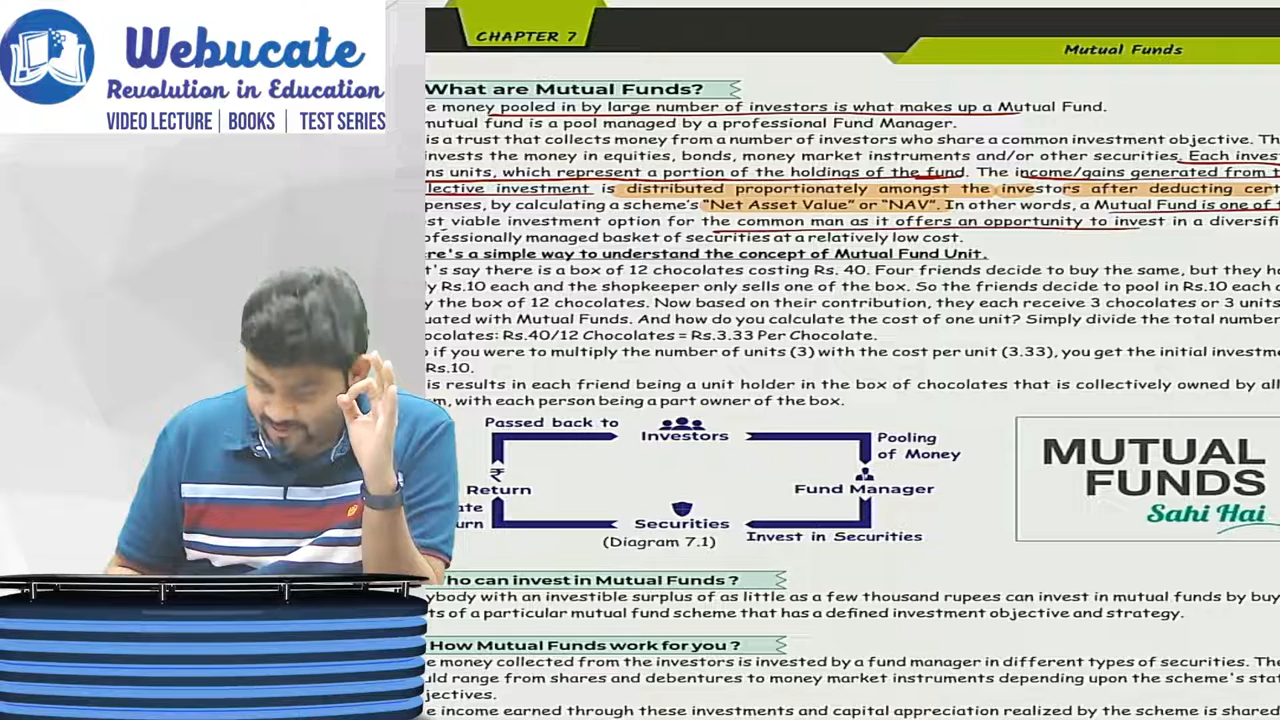 Webucate
Revolution in Education
VIDEO LECTURE | BOOKS | TEST SERIES
CHAPTER 7
Mutual Funds
What are Mutual Funds?
e money pooled in by large number of investors is what makes up a Mutual Fund.
mutual fund is a pool managed by a professional Fund Manager.
is a trust that collects money from a number of investors who share a common investment objective. Th
invests the money in equities, bonds, money market instruments and/or other securities. Each inves
ns units, which represent a portion of the holdings of the fund. The income/gains generated from t
lective investment is distributed proportionately amongst the investors after deducting cert
penses, by calculating a scheme's "Net Asset Value" or "NAV". In other words, a Mutual Fund is one of t
st viable investment option for the common man as it offers an opportunity to invest in a diversifi
ofessionally managed basket of securities at a relatively low cost.
re's a simple way to understand the concept of Mutual Fund Unit.
t's say there is a box of 12 chocolates costing Rs. 40. Four friends decide to buy the same, but they ha
y Rs.10 each and the shopkeeper only sells one of the box. So the friends decide to pool in Rs.10 each a
y the box of 12 chocolates. Now based on their contribution, they each receive 3 chocolates or 3 units
uated with Mutual Funds. And how do you calculate the cost of one unit? Simply divide the total number
ocolates: Rs.40/12 Chocolates = Rs.3.33 Per Chocolate.
if you were to multiply the number of units (3) with the cost per unit (3.33), you get the initial investme
Rs.10.
is results in each friend being a unit holder in the box of chocolates that is collectively owned by all
m, with each person being a part owner of the box.
Passed back to
Investors
Pooling
of Money
₹
Return
Fund Manager
ate
urn
Securities
Invest in Securities
(Diagram 7.1)
MUTUAL
FUNDS
Sahi Hai
ho can invest in Mutual Funds ?
ybody with an investible surplus of as little as a few thousand rupees can invest in mutual funds by buy
ts of a particular mutual fund scheme that has a defined investment objective and strategy.
How Mutual Funds work for you ?
e money collected from the investors is invested by a fund manager in different types of securities. The
uld range from shares and debentures to money market instruments depending upon the scheme's stat
jectives.
e income earned through these investments and capital appreciation realized by the scheme is shared